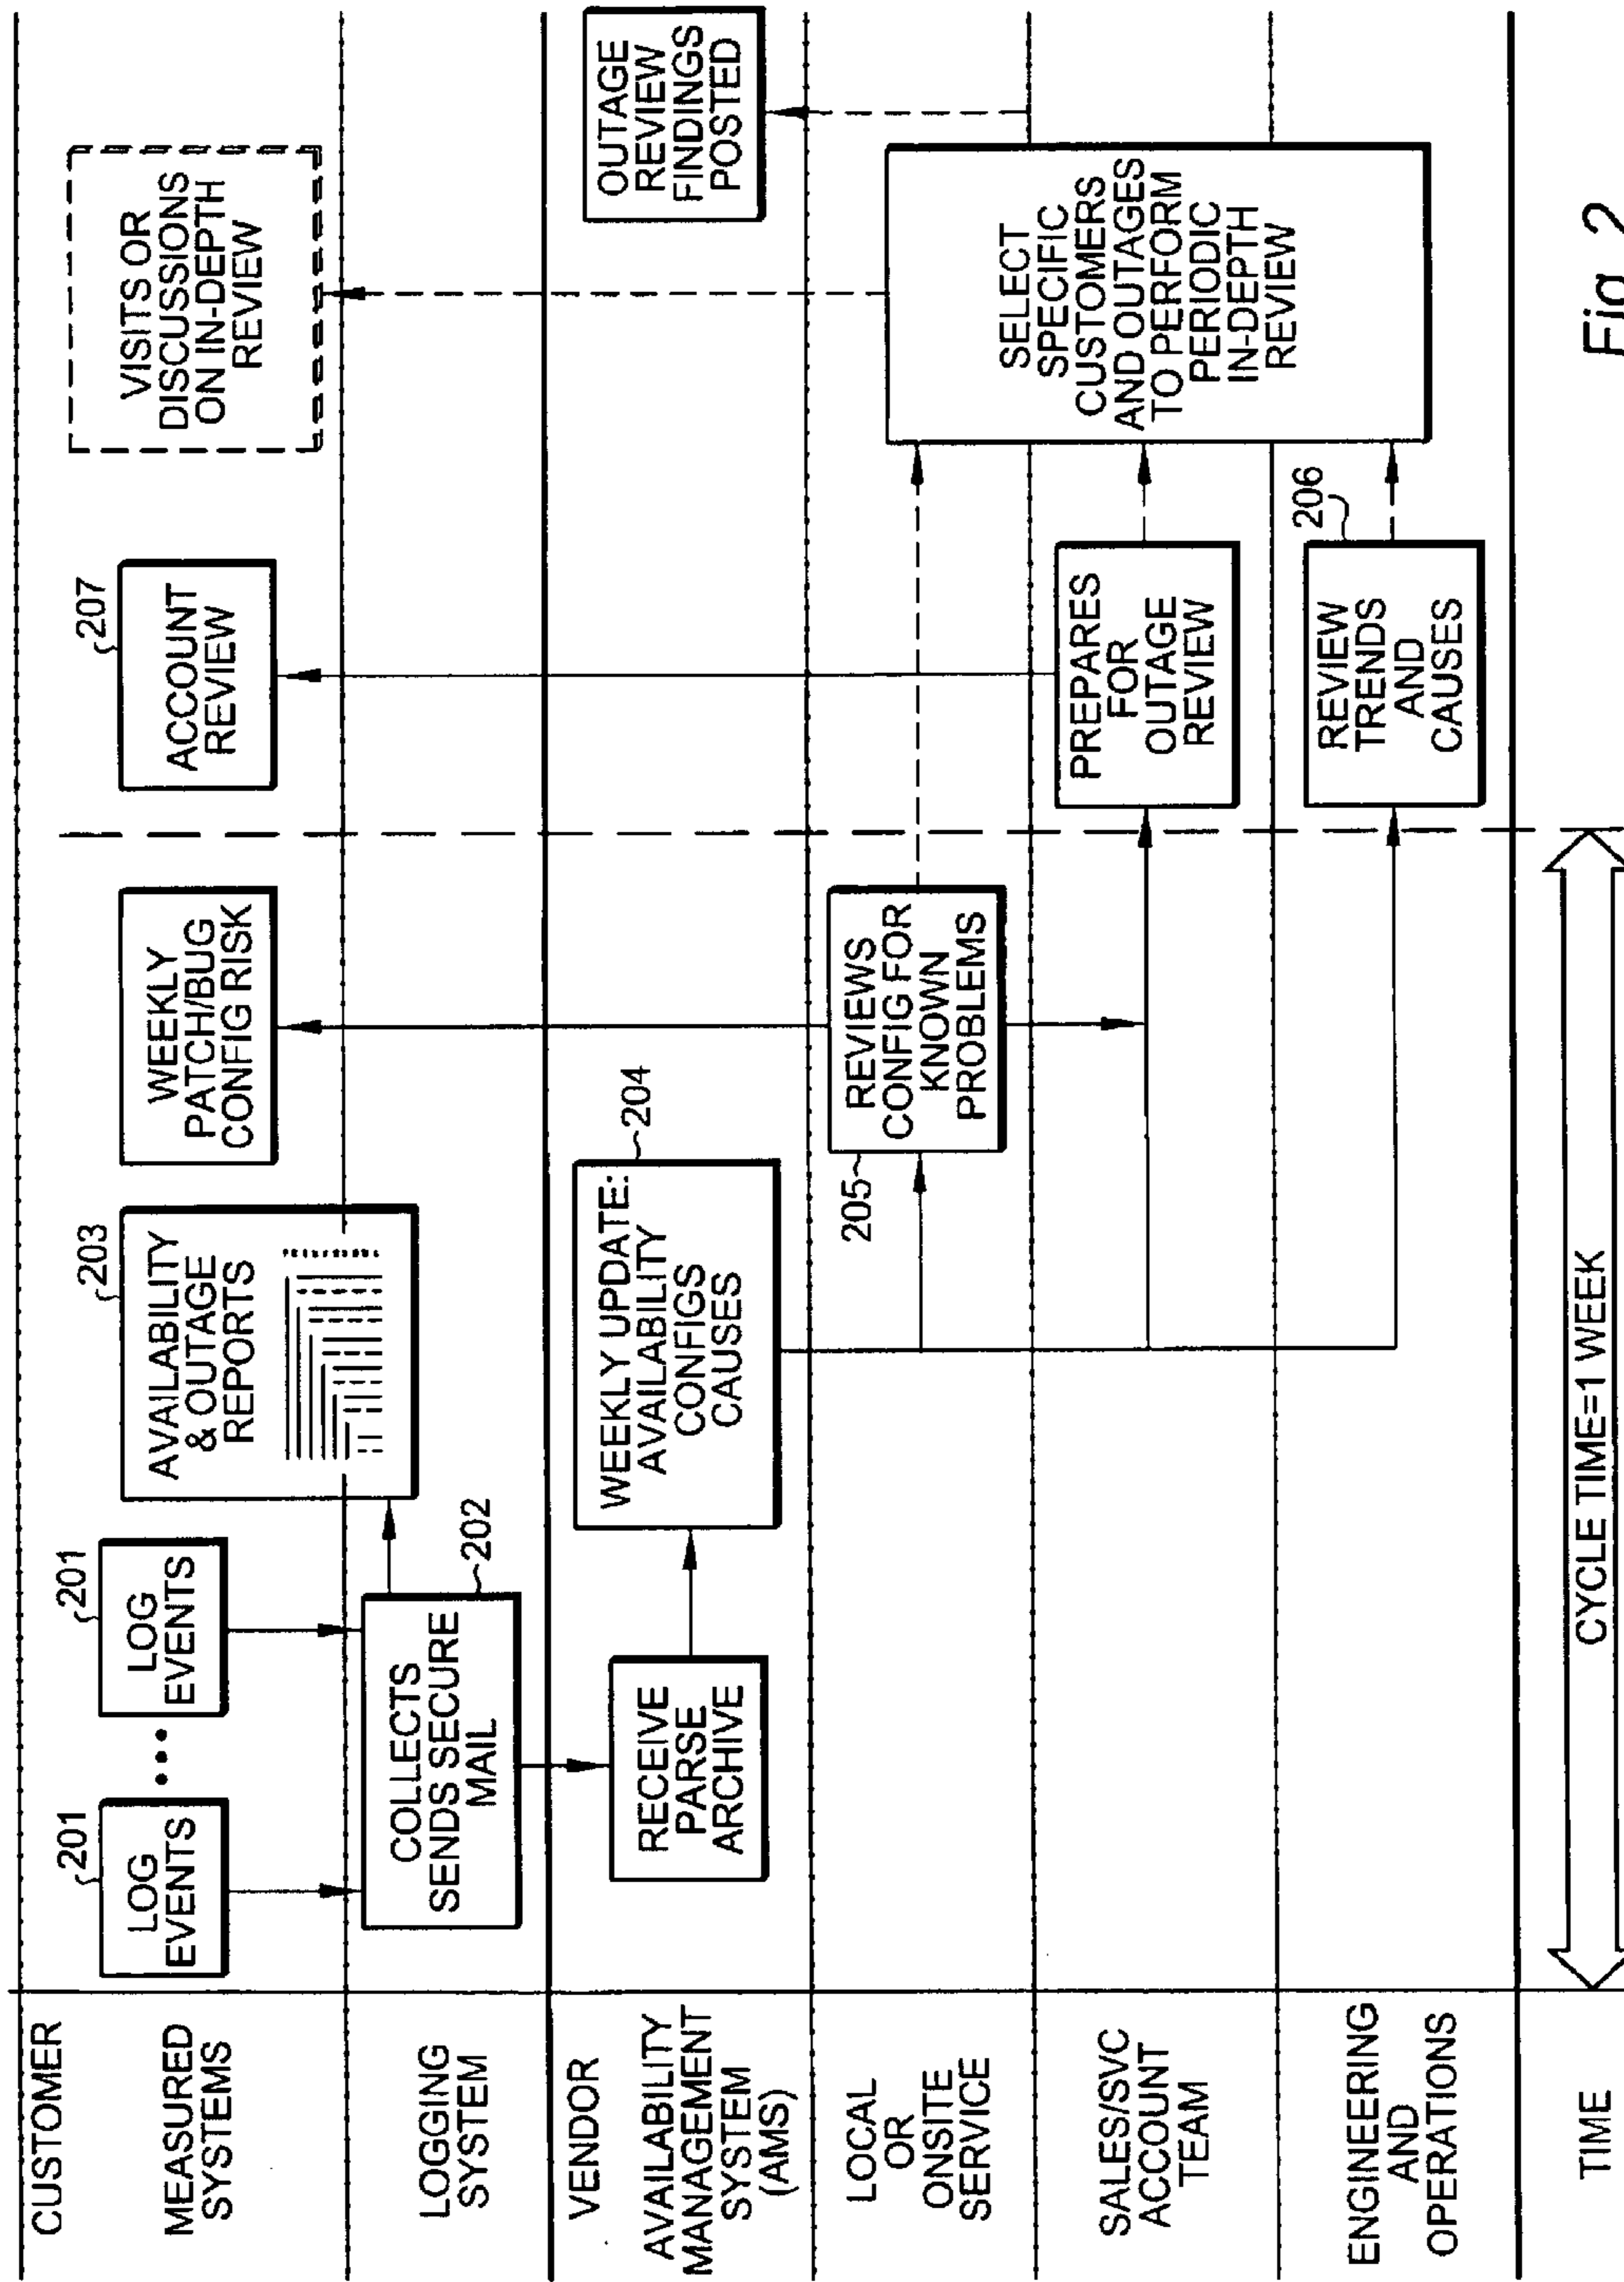 CUSTOMER
MEASURED
SYSTEMS
201
LOG
EVENTS
201
LOG
EVENTS
203
AVAILABILITY
& OUTAGE
REPORTS
WEEKLY
PATCH/BUG
CONFIG RISK
207
ACCOUNT
REVIEW
VISITS OR
DISCUSSIONS
ON IN-DEPTH
REVIEW
LOGGING
SYSTEM
COLLECTS
SENDS SECURE
MAIL
202
VENDOR
AVAILABILITY
MANAGEMENT
SYSTEM
(AMS)
RECEIVE
PARSE
ARCHIVE
WEEKLY UPDATE:
AVAILABILITY
CONFIGS
CAUSES
204
OUTAGE
REVIEW
FINDINGS
POSTED
LOCAL
OR
ONSITE
SERVICE
205
REVIEWS
CONFIG FOR
KNOWN
PROBLEMS
SELECT
SPECIFIC
CUSTOMERS
AND OUTAGES
TO PERFORM
PERIODIC
IN-DEPTH
REVIEW
SALES/SVC
ACCOUNT
TEAM
PREPARES
FOR
OUTAGE
REVIEW
ENGINEERING
AND
OPERATIONS
206
REVIEW
TRENDS
AND
CAUSES
TIME
CYCLE TIME=1 WEEK
Fig. 2